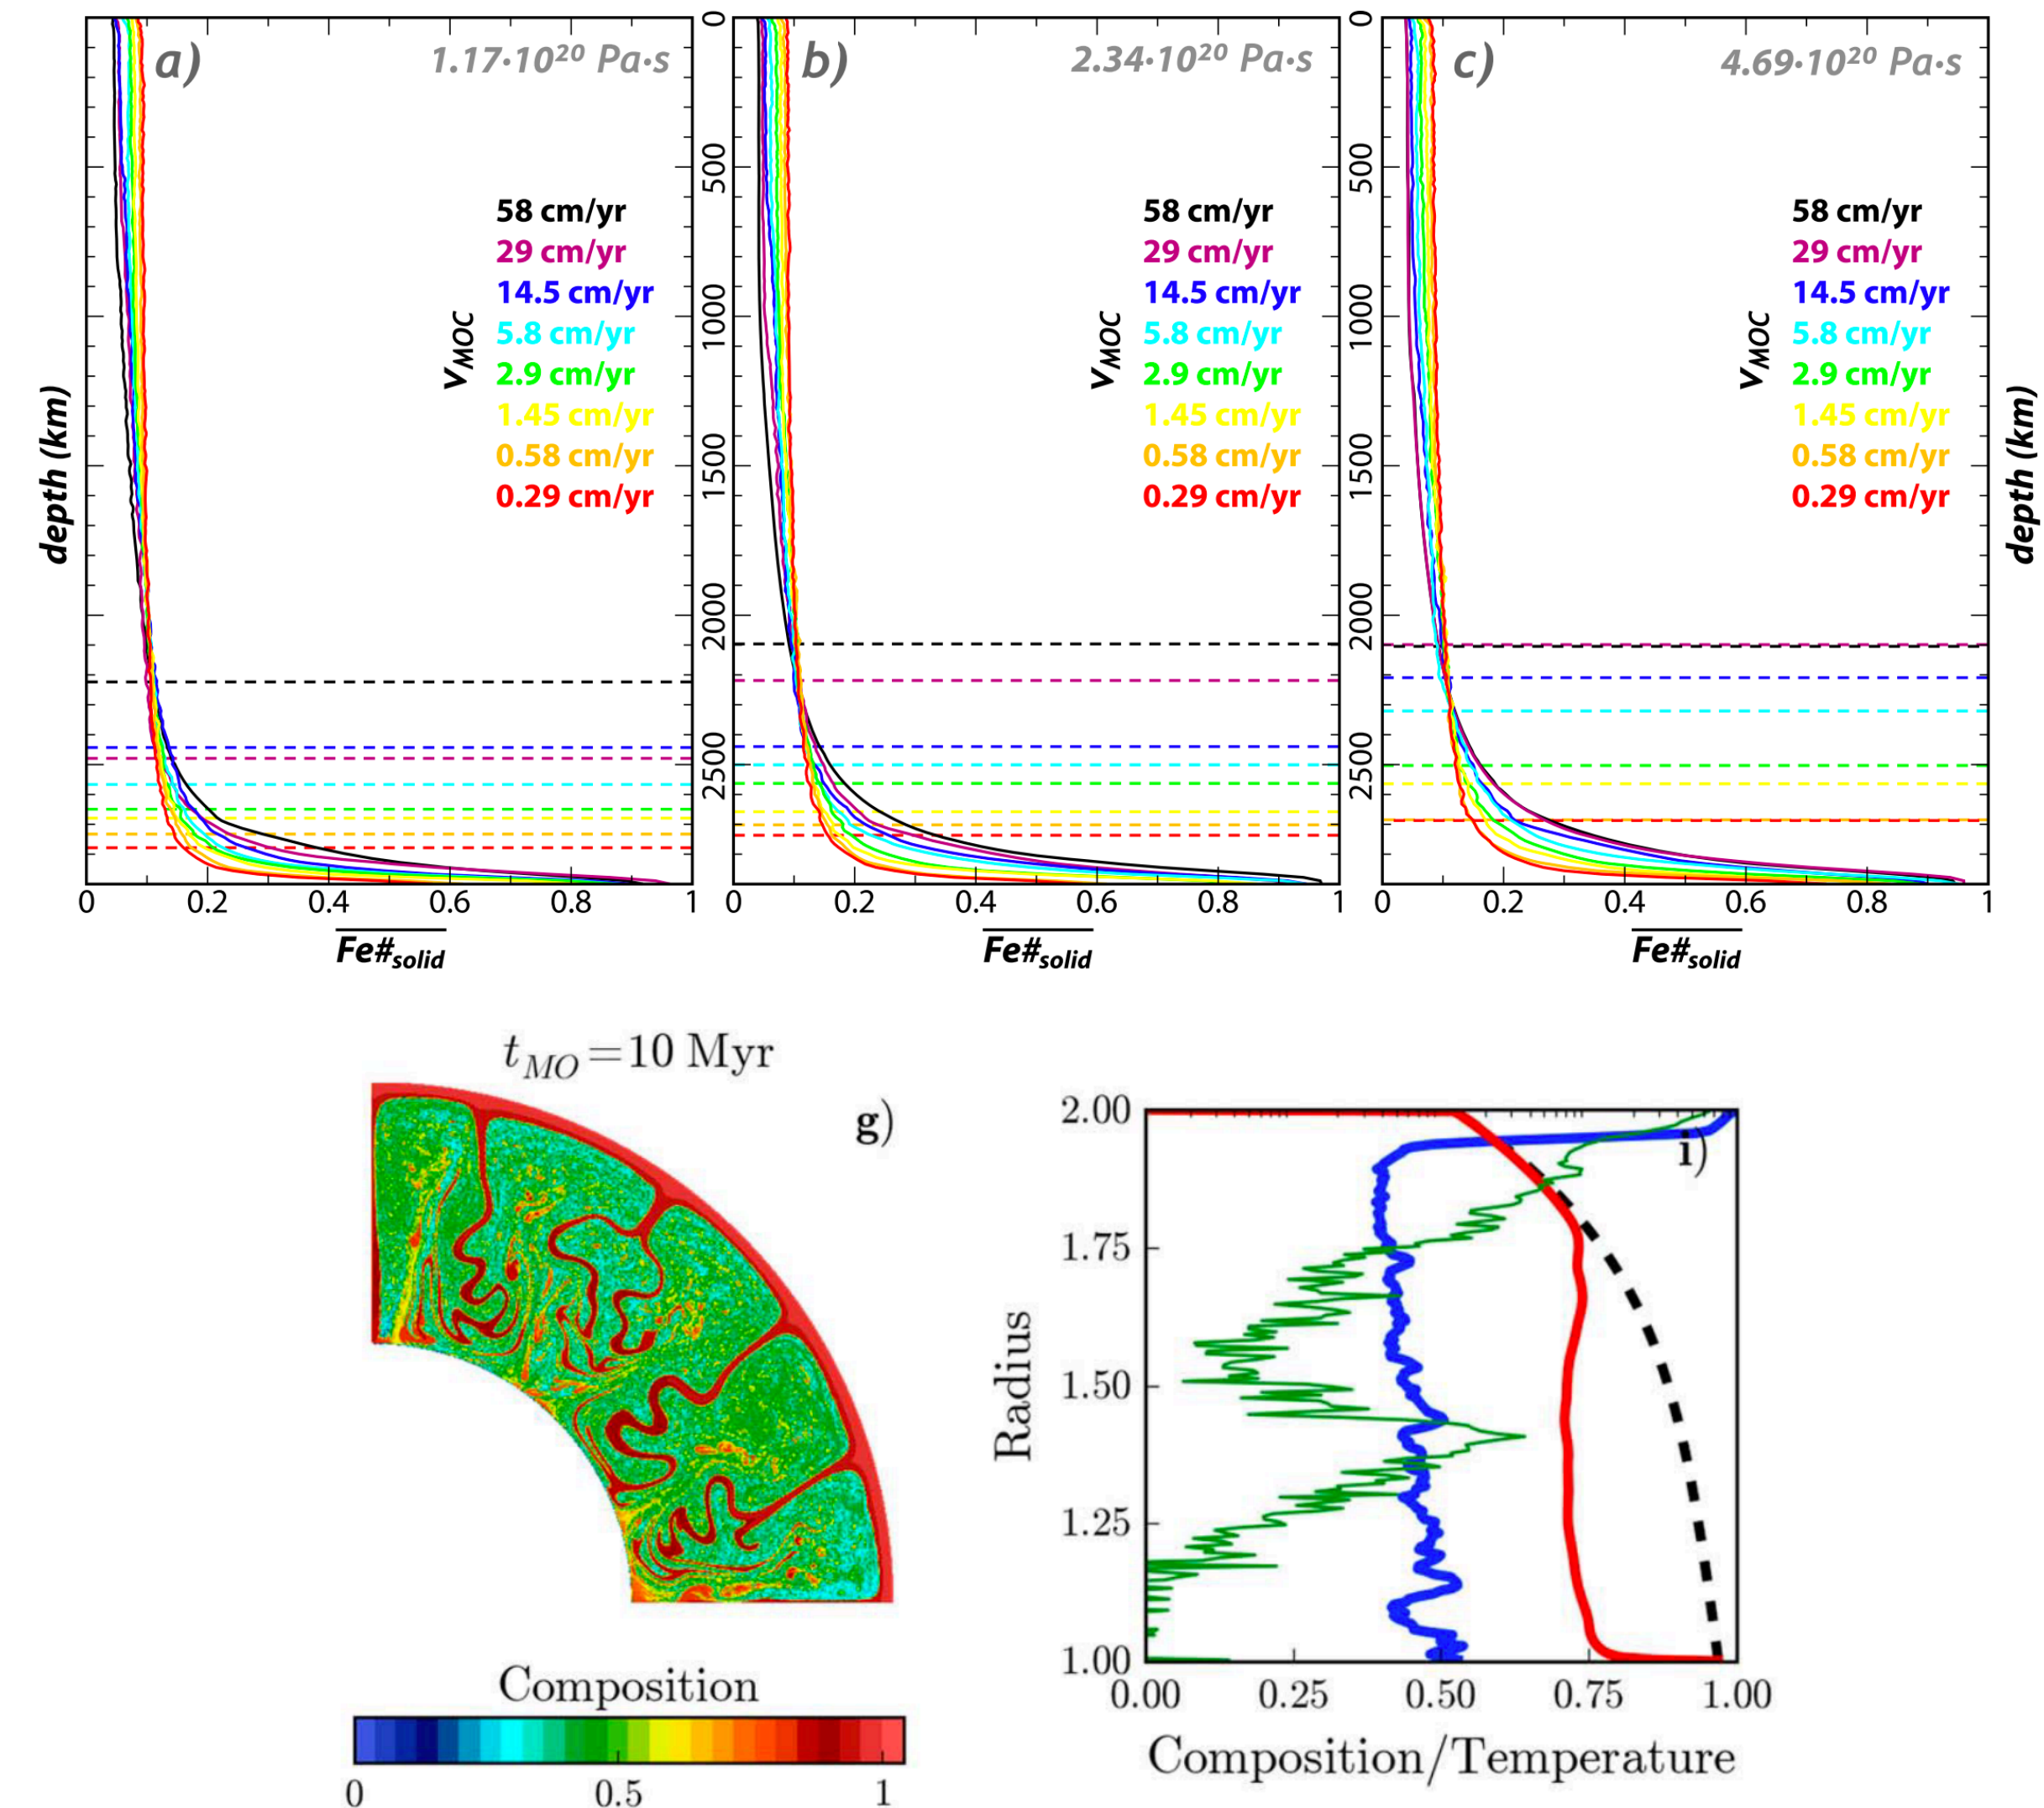 a) 1.17·10²⁰ Pa·s
b) 2.34·10²⁰ Pa·s
c) 4.69·10²⁰ Pa·s
58 cm/yr
29 cm/yr
14.5 cm/yr
5.8 cm/yr
2.9 cm/yr
1.45 cm/yr
0.58 cm/yr
0.29 cm/yr
vMOC
58 cm/yr
29 cm/yr
14.5 cm/yr
5.8 cm/yr
2.9 cm/yr
1.45 cm/yr
0.58 cm/yr
0.29 cm/yr
vMOC
58 cm/yr
29 cm/yr
14.5 cm/yr
5.8 cm/yr
2.9 cm/yr
1.45 cm/yr
0.58 cm/yr
0.29 cm/yr
vMOC
depth (km)
0 500 1000 1500 2000 2500
0 500 1000 1500 2000 2500
depth (km)
0 0.2 0.4 0.6 0.8 1
0 0.2 0.4 0.6 0.8 1
0 0.2 0.4 0.6 0.8 1
Fe#solid
Fe#solid
Fe#solid
tMO=10 Myr
g)
Composition
0 0.5 1
i)
Radius
2.00
1.75
1.50
1.25
1.00
0.00 0.25 0.50 0.75 1.00
Composition/Temperature